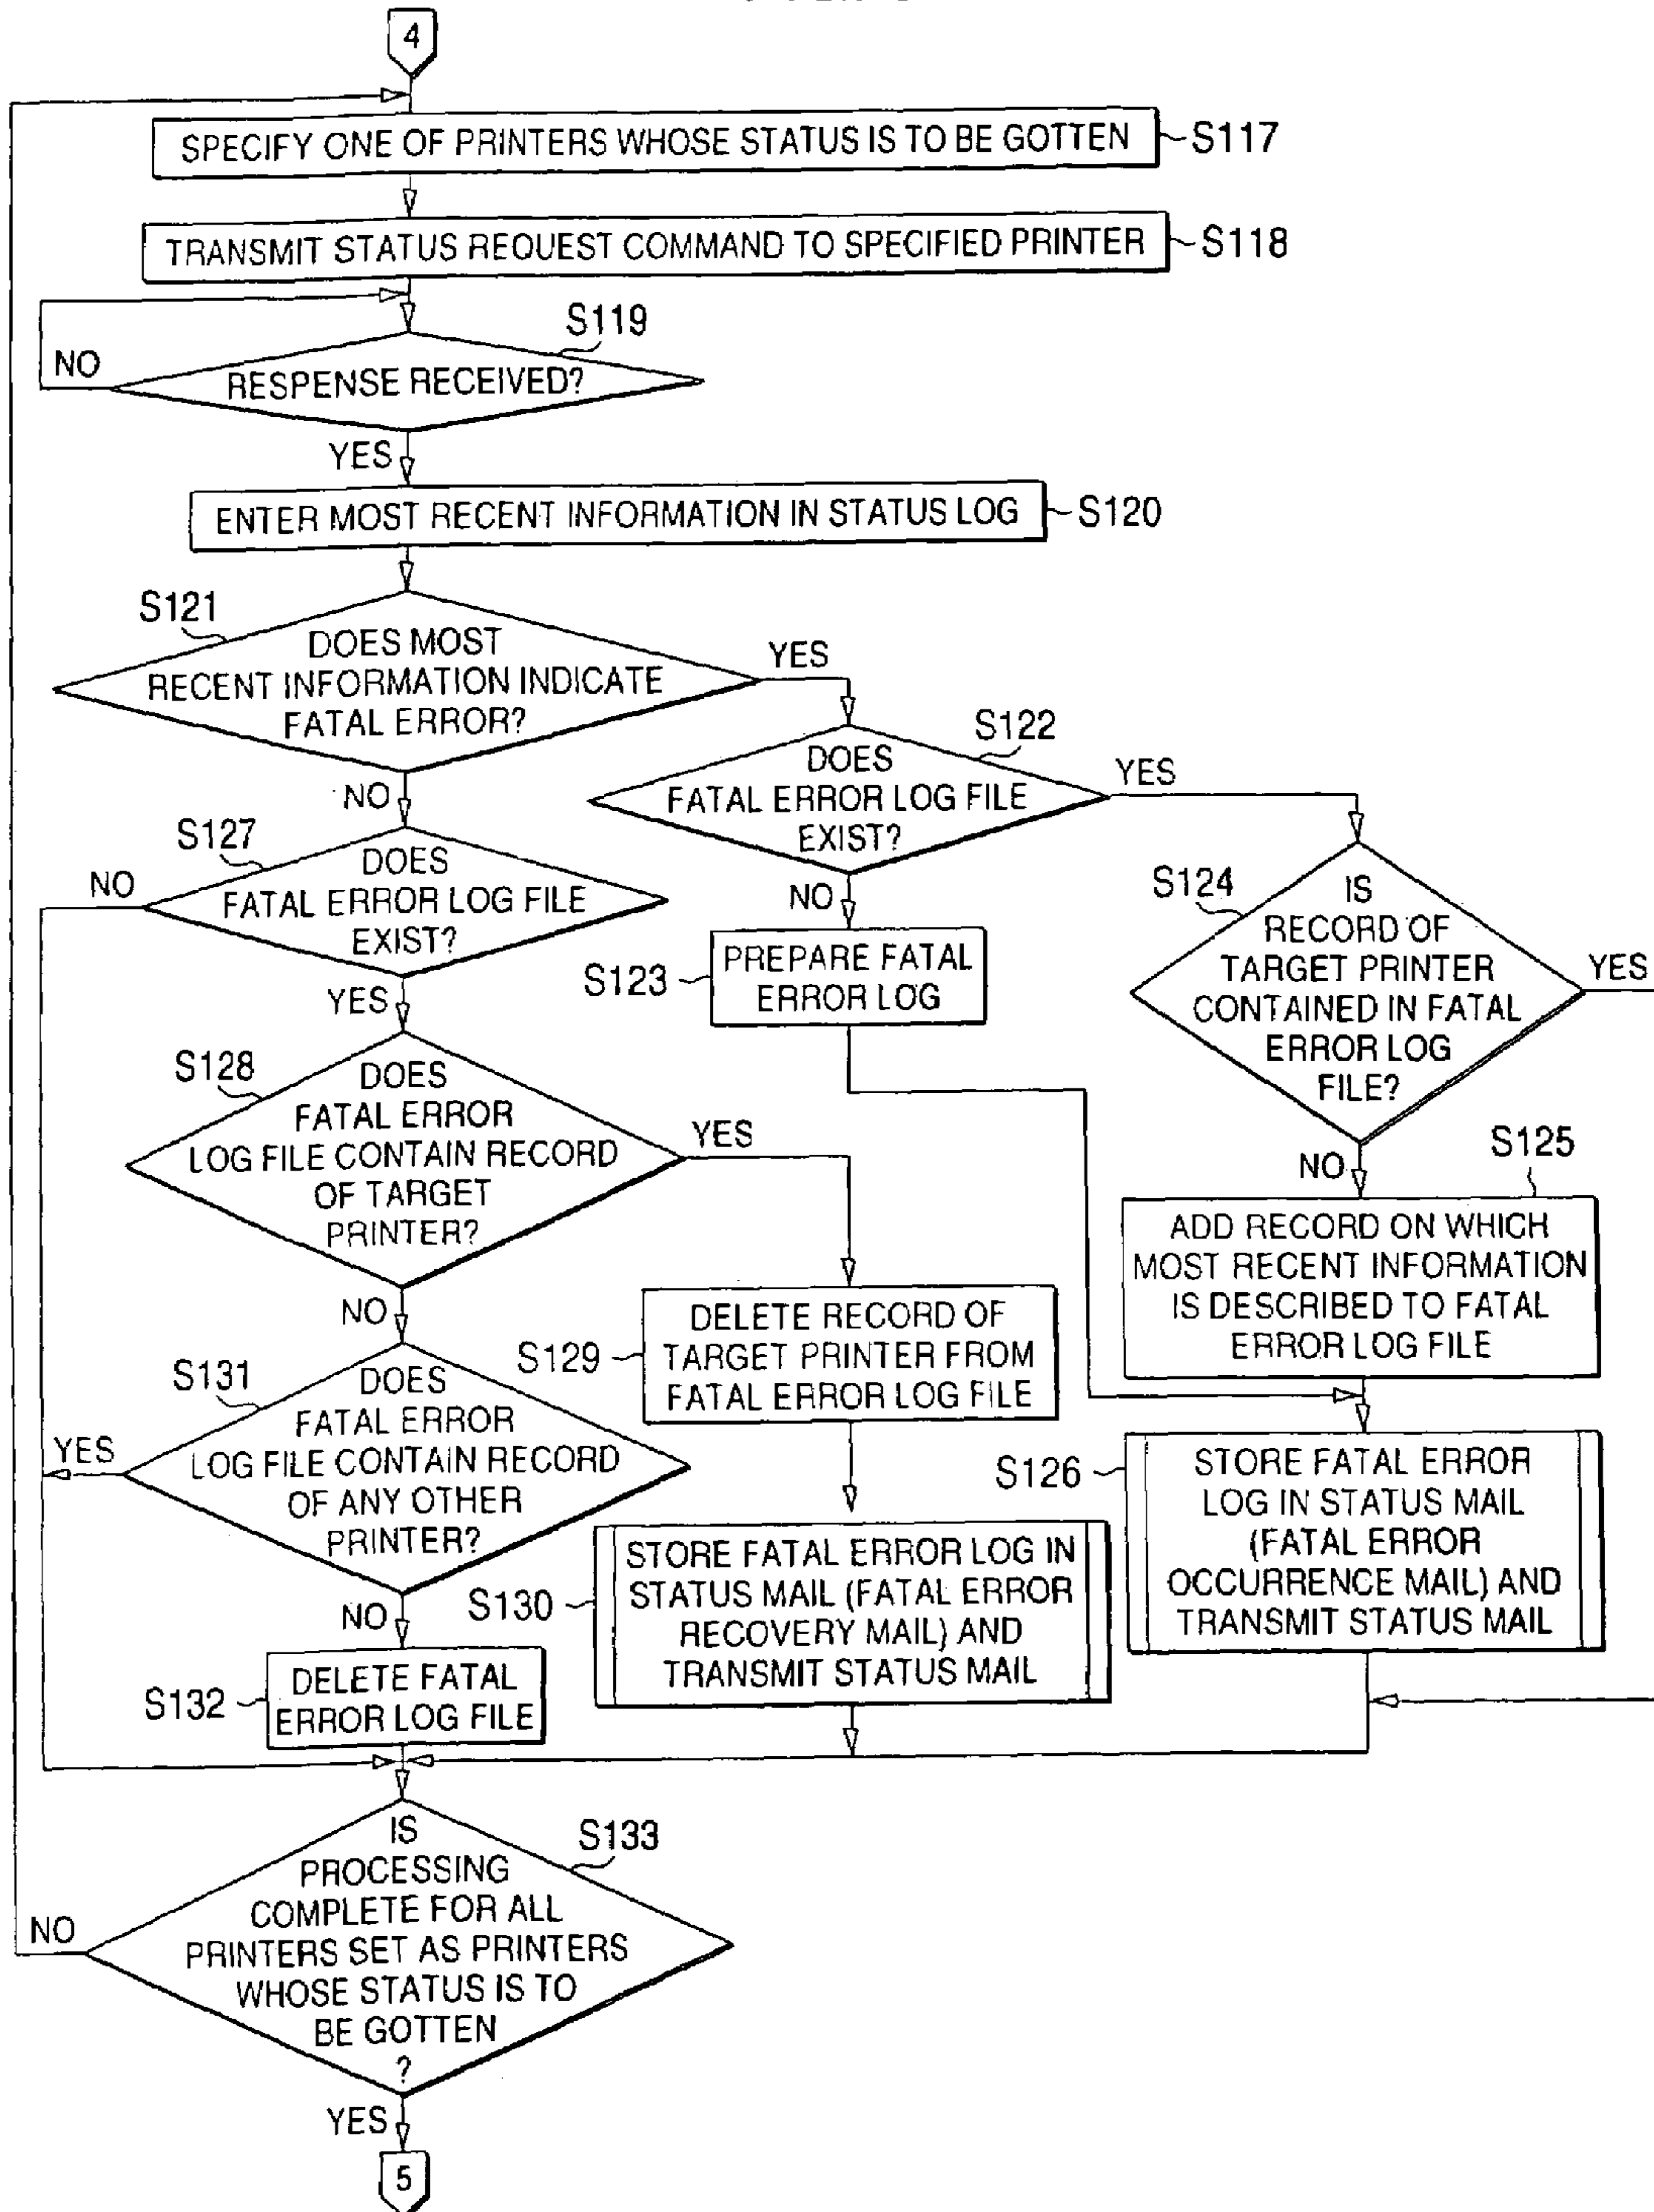 4
SPECIFY ONE OF PRINTERS WHOSE STATUS IS TO BE GOTTEN
S117
TRANSMIT STATUS REQUEST COMMAND TO SPECIFIED PRINTER
S118
S119
NO
RESPENSE RECEIVED?
YES
ENTER MOST RECENT INFORMATION IN STATUS LOG
S120
S121
DOES MOST
RECENT INFORMATION INDICATE
FATAL ERROR?
YES
NO
S122
DOES
FATAL ERROR LOG FILE
EXIST?
YES
NO
S127
DOES
FATAL ERROR LOG FILE
EXIST?
NO
YES
S123
PREPARE FATAL
ERROR LOG
S124
IS
RECORD OF
TARGET PRINTER
CONTAINED IN FATAL
ERROR LOG
FILE?
YES
NO
S128
DOES
FATAL ERROR
LOG FILE CONTAIN RECORD
OF TARGET
PRINTER?
YES
NO
S125
ADD RECORD ON WHICH
MOST RECENT INFORMATION
IS DESCRIBED TO FATAL
ERROR LOG FILE
S129
DELETE RECORD OF
TARGET PRINTER FROM
FATAL ERROR LOG FILE
S131
DOES
FATAL ERROR
LOG FILE CONTAIN RECORD
OF ANY OTHER
PRINTER?
YES
NO
S126
STORE FATAL ERROR
LOG IN STATUS MAIL
(FATAL ERROR
OCCURRENCE MAIL) AND
TRANSMIT STATUS MAIL
S130
STORE FATAL ERROR LOG IN
STATUS MAIL (FATAL ERROR
RECOVERY MAIL) AND
TRANSMIT STATUS MAIL
S132
DELETE FATAL
ERROR LOG FILE
S133
IS
PROCESSING
COMPLETE FOR ALL
PRINTERS SET AS PRINTERS
WHOSE STATUS IS TO
BE GOTTEN
?
NO
YES
5